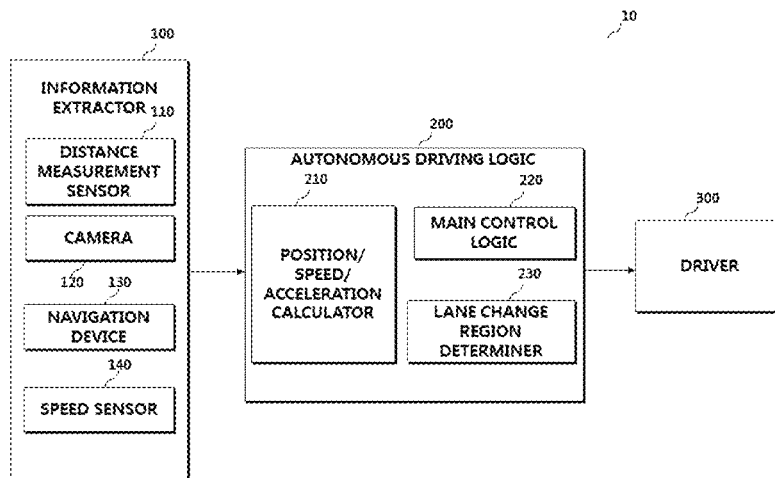 10
100
INFORMATION
EXTRACTOR
110
DISTANCE
MEASUREMENT
SENSOR
CAMERA
120
130
NAVIGATION
DEVICE
140
SPEED SENSOR
200
AUTONOMOUS DRIVING LOGIC
210
POSITION/
SPEED/
ACCELERATION
CALCULATOR
220
MAIN CONTROL
LOGIC
230
LANE CHANGE
REGION
DETERMINER
300
DRIVER